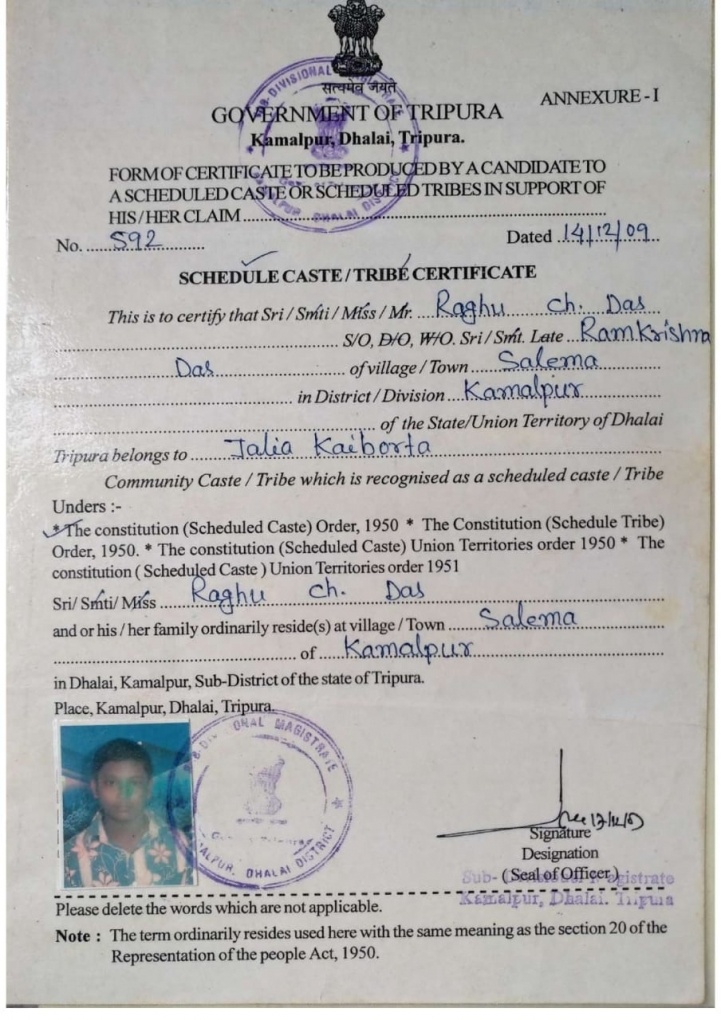 सत्यमेव जयते
ANNEXURE - I
GOVERNMENT OF TRIPURA
Kamalpur, Dhalai, Tripura.
FORM OF CERTIFICATE TO BE PRODUCED BY A CANDIDATE TO
A SCHEDULED CASTE OR SCHEDULED TRIBES IN SUPPORT OF
HIS / HER CLAIM
No. 592 Dated 14/12/09
SCHEDULE CASTE / TRIBE CERTIFICATE
This is to certify that Sri / Smti / Miss / Mr. Raghu Ch. Das
S/O, D/O, W/O. Sri / Smt. Late Ramkrishna
Das of village / Town Salema
in District / Division Kamalpur
of the State/Union Territory of Dhalai
Tripura belongs to Jalia Kaiborta
Community Caste / Tribe which is recognised as a scheduled caste / Tribe
Unders :-
* The constitution (Scheduled Caste) Order, 1950 * The Constitution (Schedule Tribe)
Order, 1950. * The constitution (Scheduled Caste) Union Territories order 1950 * The
constitution ( Scheduled Caste ) Union Territories order 1951
Sri/ Smti/ Miss Raghu Ch. Das
and or his / her family ordinarily reside(s) at village / Town Salema
of Kamalpur
in Dhalai, Kamalpur, Sub-District of the state of Tripura.
Place, Kamalpur, Dhalai, Tripura.
MAGISTRATE
DHALAI DISTRICT
Signature
Designation
(Seal of Officer)
Kamalpur, Dhalai. Tripura
Please delete the words which are not applicable.
Note : The term ordinarily resides used here with the same meaning as the section 20 of the
Representation of the people Act, 1950.